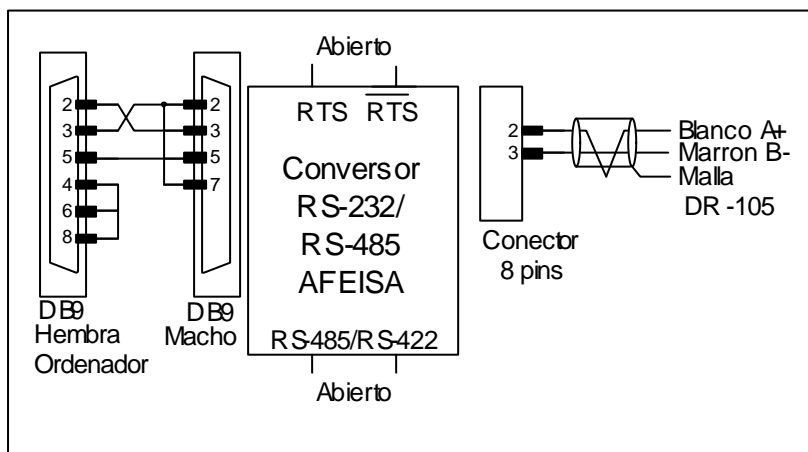 Abierto
2
3
5
4
6
8
2
3
5
7
RTS RTS
Conversor
RS-232/
RS-485
AFEISA
RS-485/RS-422
Abierto
DB9
Hembra
Ordenador
DB9
Macho
2
3
Conector
8 pins
Blanco A+
Marron B-
Malla
DR -105